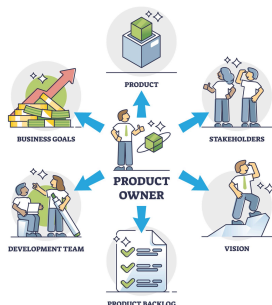 PRODUCT
BUSINESS GOALS
STAKEHOLDERS
PRODUCT
OWNER
DEVELOPMENT TEAM
VISION
PRODUCT BACKLOG